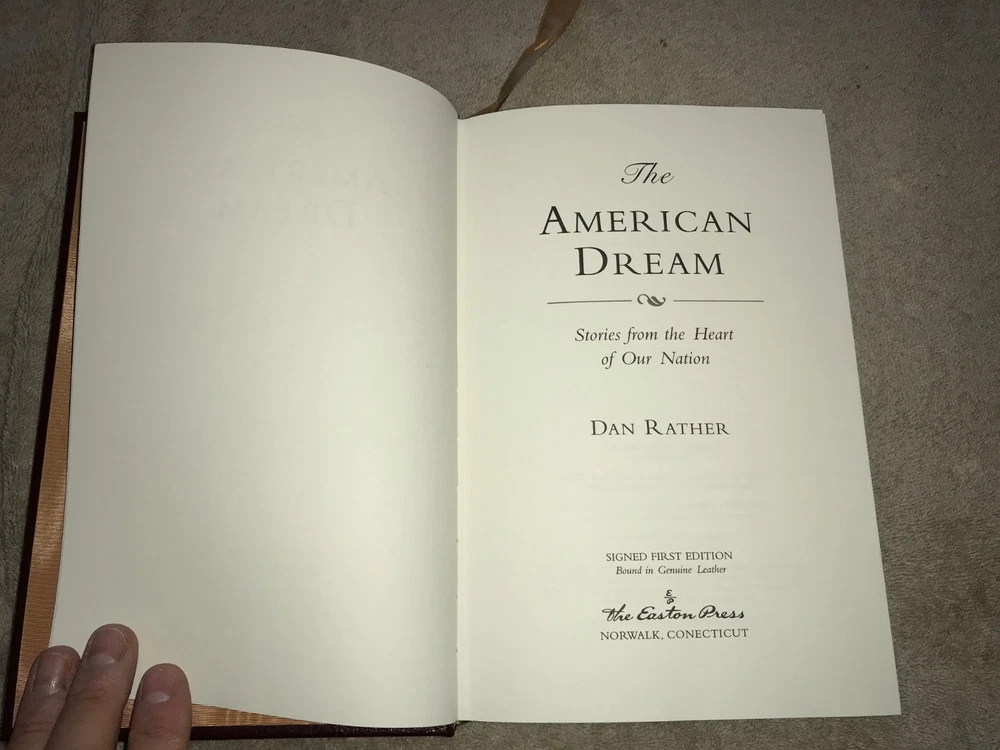 The
AMERICAN
DREAM
Stories from the Heart
of Our Nation
DAN RATHER
SIGNED FIRST EDITION
Bound in Genuine Leather
The Easton Press
NORWALK, CONECTICUT